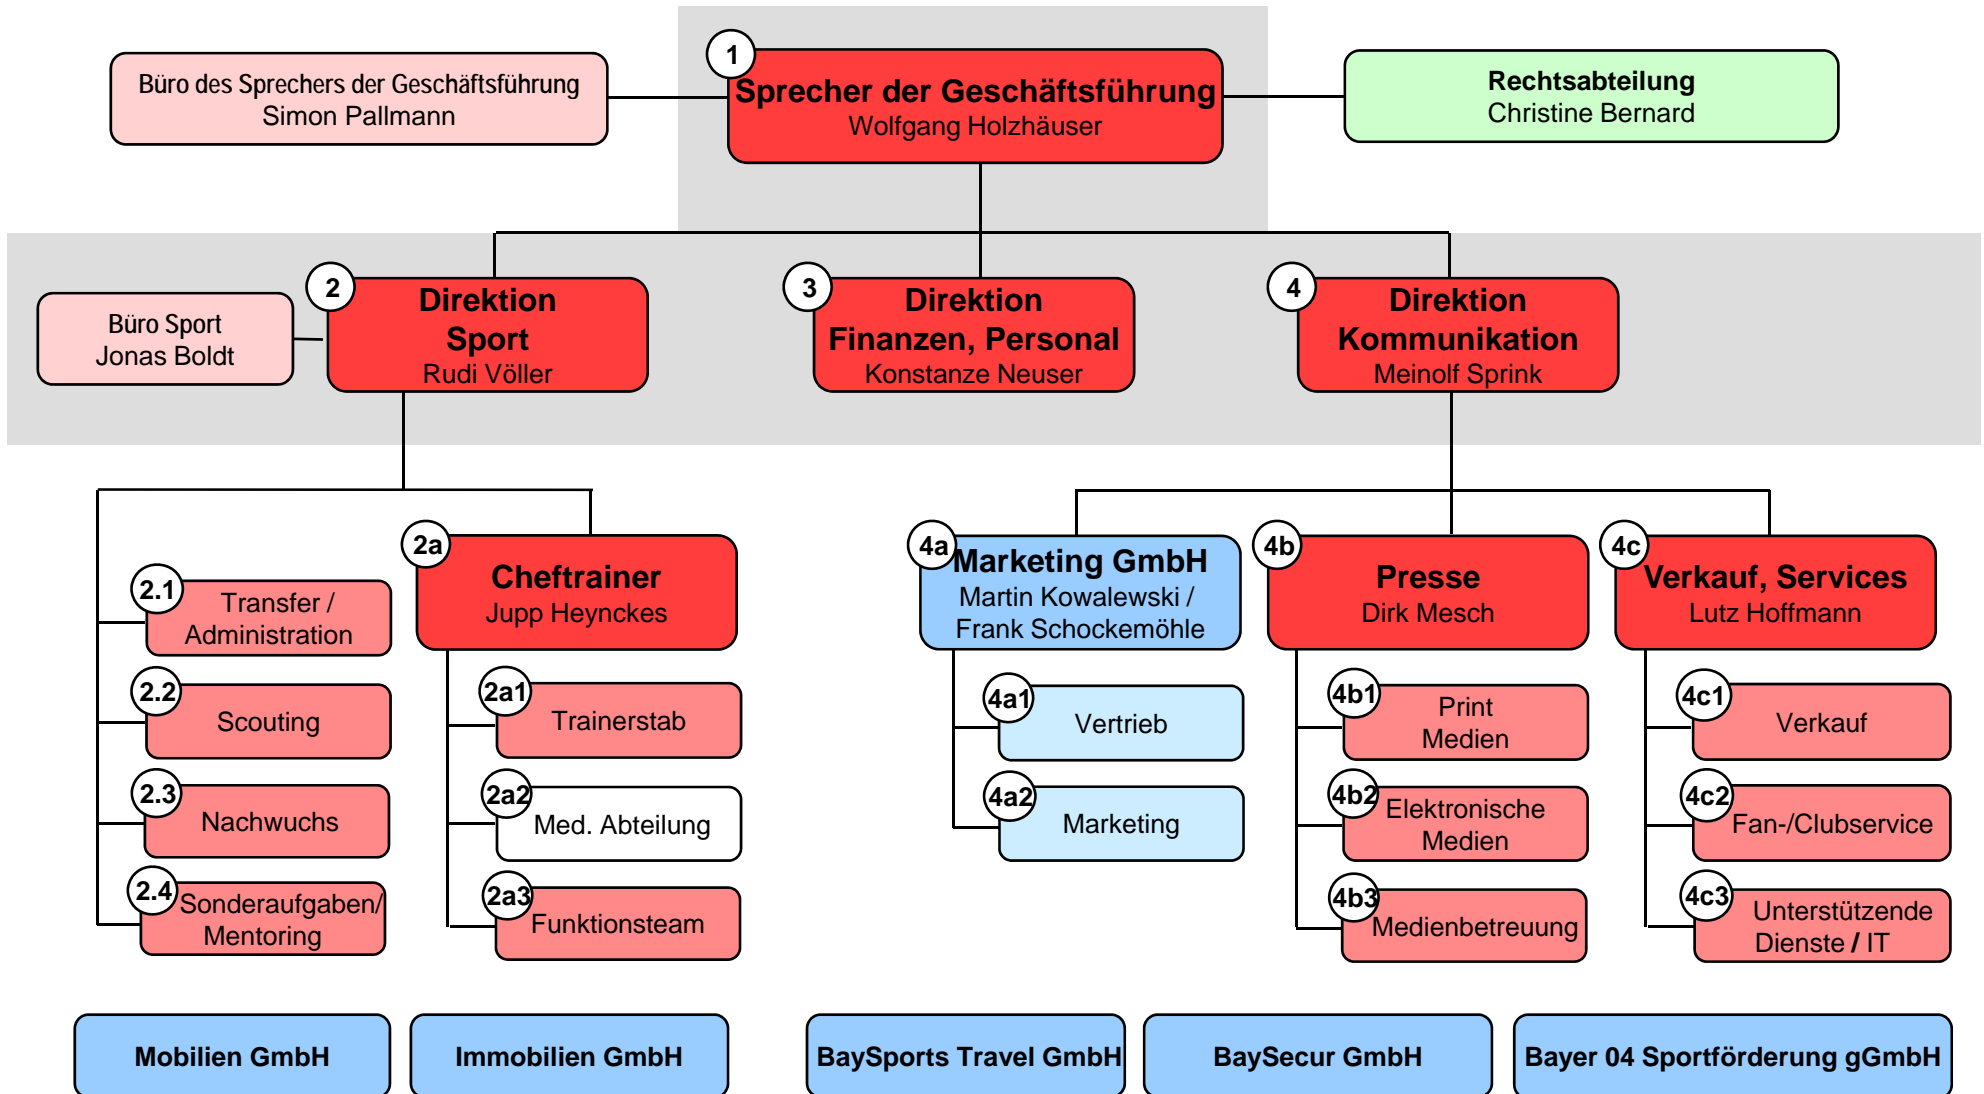 1
Büro des Sprechers der Geschäftsführung
Simon Pallmann
Sprecher der Geschäftsführung
Wolfgang Holzhäuser
Rechtsabteilung
Christine Bernard
Büro Sport
Jonas Boldt
2
Direktion
Sport
Rudi Völler
3
Direktion
Finanzen, Personal
Konstanze Neuser
4
Direktion
Kommunikation
Meinolf Sprink
2.1
Transfer /
Administration
2.2
Scouting
2.3
Nachwuchs
2.4
Sonderaufgaben/
Mentoring
2a
Cheftrainer
Jupp Heynckes
2a1
Trainerstab
2a2
Med. Abteilung
2a3
Funktionsteam
4a
Marketing GmbH
Martin Kowalewski /
Frank Schockemöhle
4a1
Vertrieb
4a2
Marketing
4b
Presse
Dirk Mesch
4b1
Print
Medien
4b2
Elektronische
Medien
4b3
Medienbetreuung
4c
Verkauf, Services
Lutz Hoffmann
4c1
Verkauf
4c2
Fan-/Clubservice
4c3
Unterstützende
Dienste / IT
Mobilien GmbH
Immobilien GmbH
BaySports Travel GmbH
BaySecur GmbH
Bayer 04 Sportförderung gGmbH